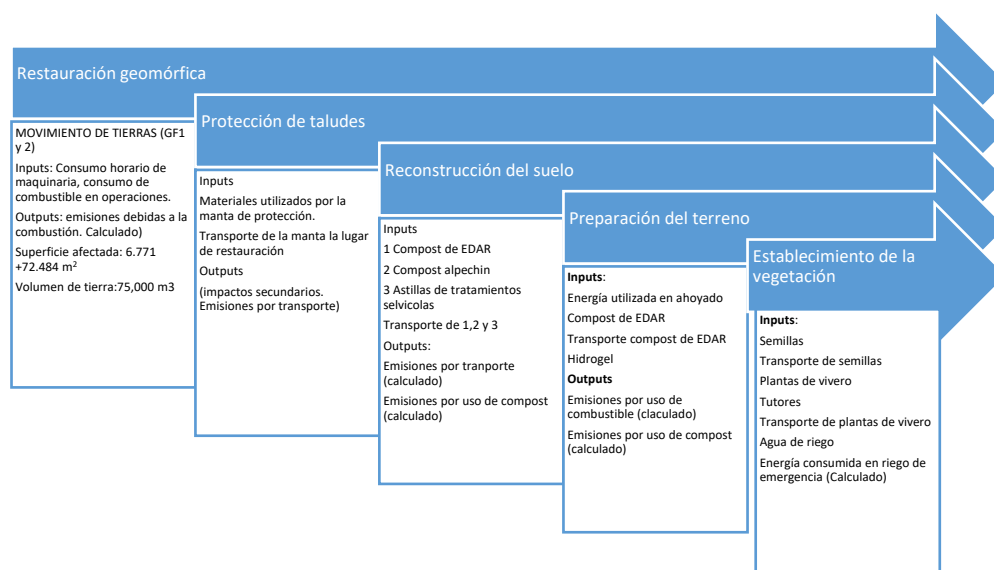 Restauración geomórfica
MOVIMIENTO DE TIERRAS (GF1
y 2)
Inputs: Consumo horario de
maquinaria, consumo de
combustible en operaciones.
Outputs: emisiones debidas a la
combustión. Calculado)
Superficie afectada: 6.771
+72.484 m²
Volumen de tierra:75,000 m3
Protección de taludes
Inputs
Materiales utilizados por la
manta de protección.
Transporte de la manta la lugar
de restauración
Outputs
(impactos secundarios.
Emisiones por transporte)
Reconstrucción del suelo
Inputs
1 Compost de EDAR
2 Compost alpechin
3 Astillas de tratamientos
selvicolas
Transporte de 1,2 y 3
Outputs:
Emisiones por tranporte
(calculado)
Emisiones por uso de compost
(calculado)
Preparación del terreno
Inputs:
Energía utilizada en ahoyado
Compost de EDAR
Transporte compost de EDAR
Hidrogel
Outputs
Emisiones por uso de
combustible (claculado)
Emisiones por uso de compost
(calculado)
Establecimiento de la
vegetación
Inputs:
Semillas
Transporte de semillas
Plantas de vivero
Tutores
Transporte de plantas de vivero
Agua de riego
Energía consumida en riego de
emergencia (Calculado)